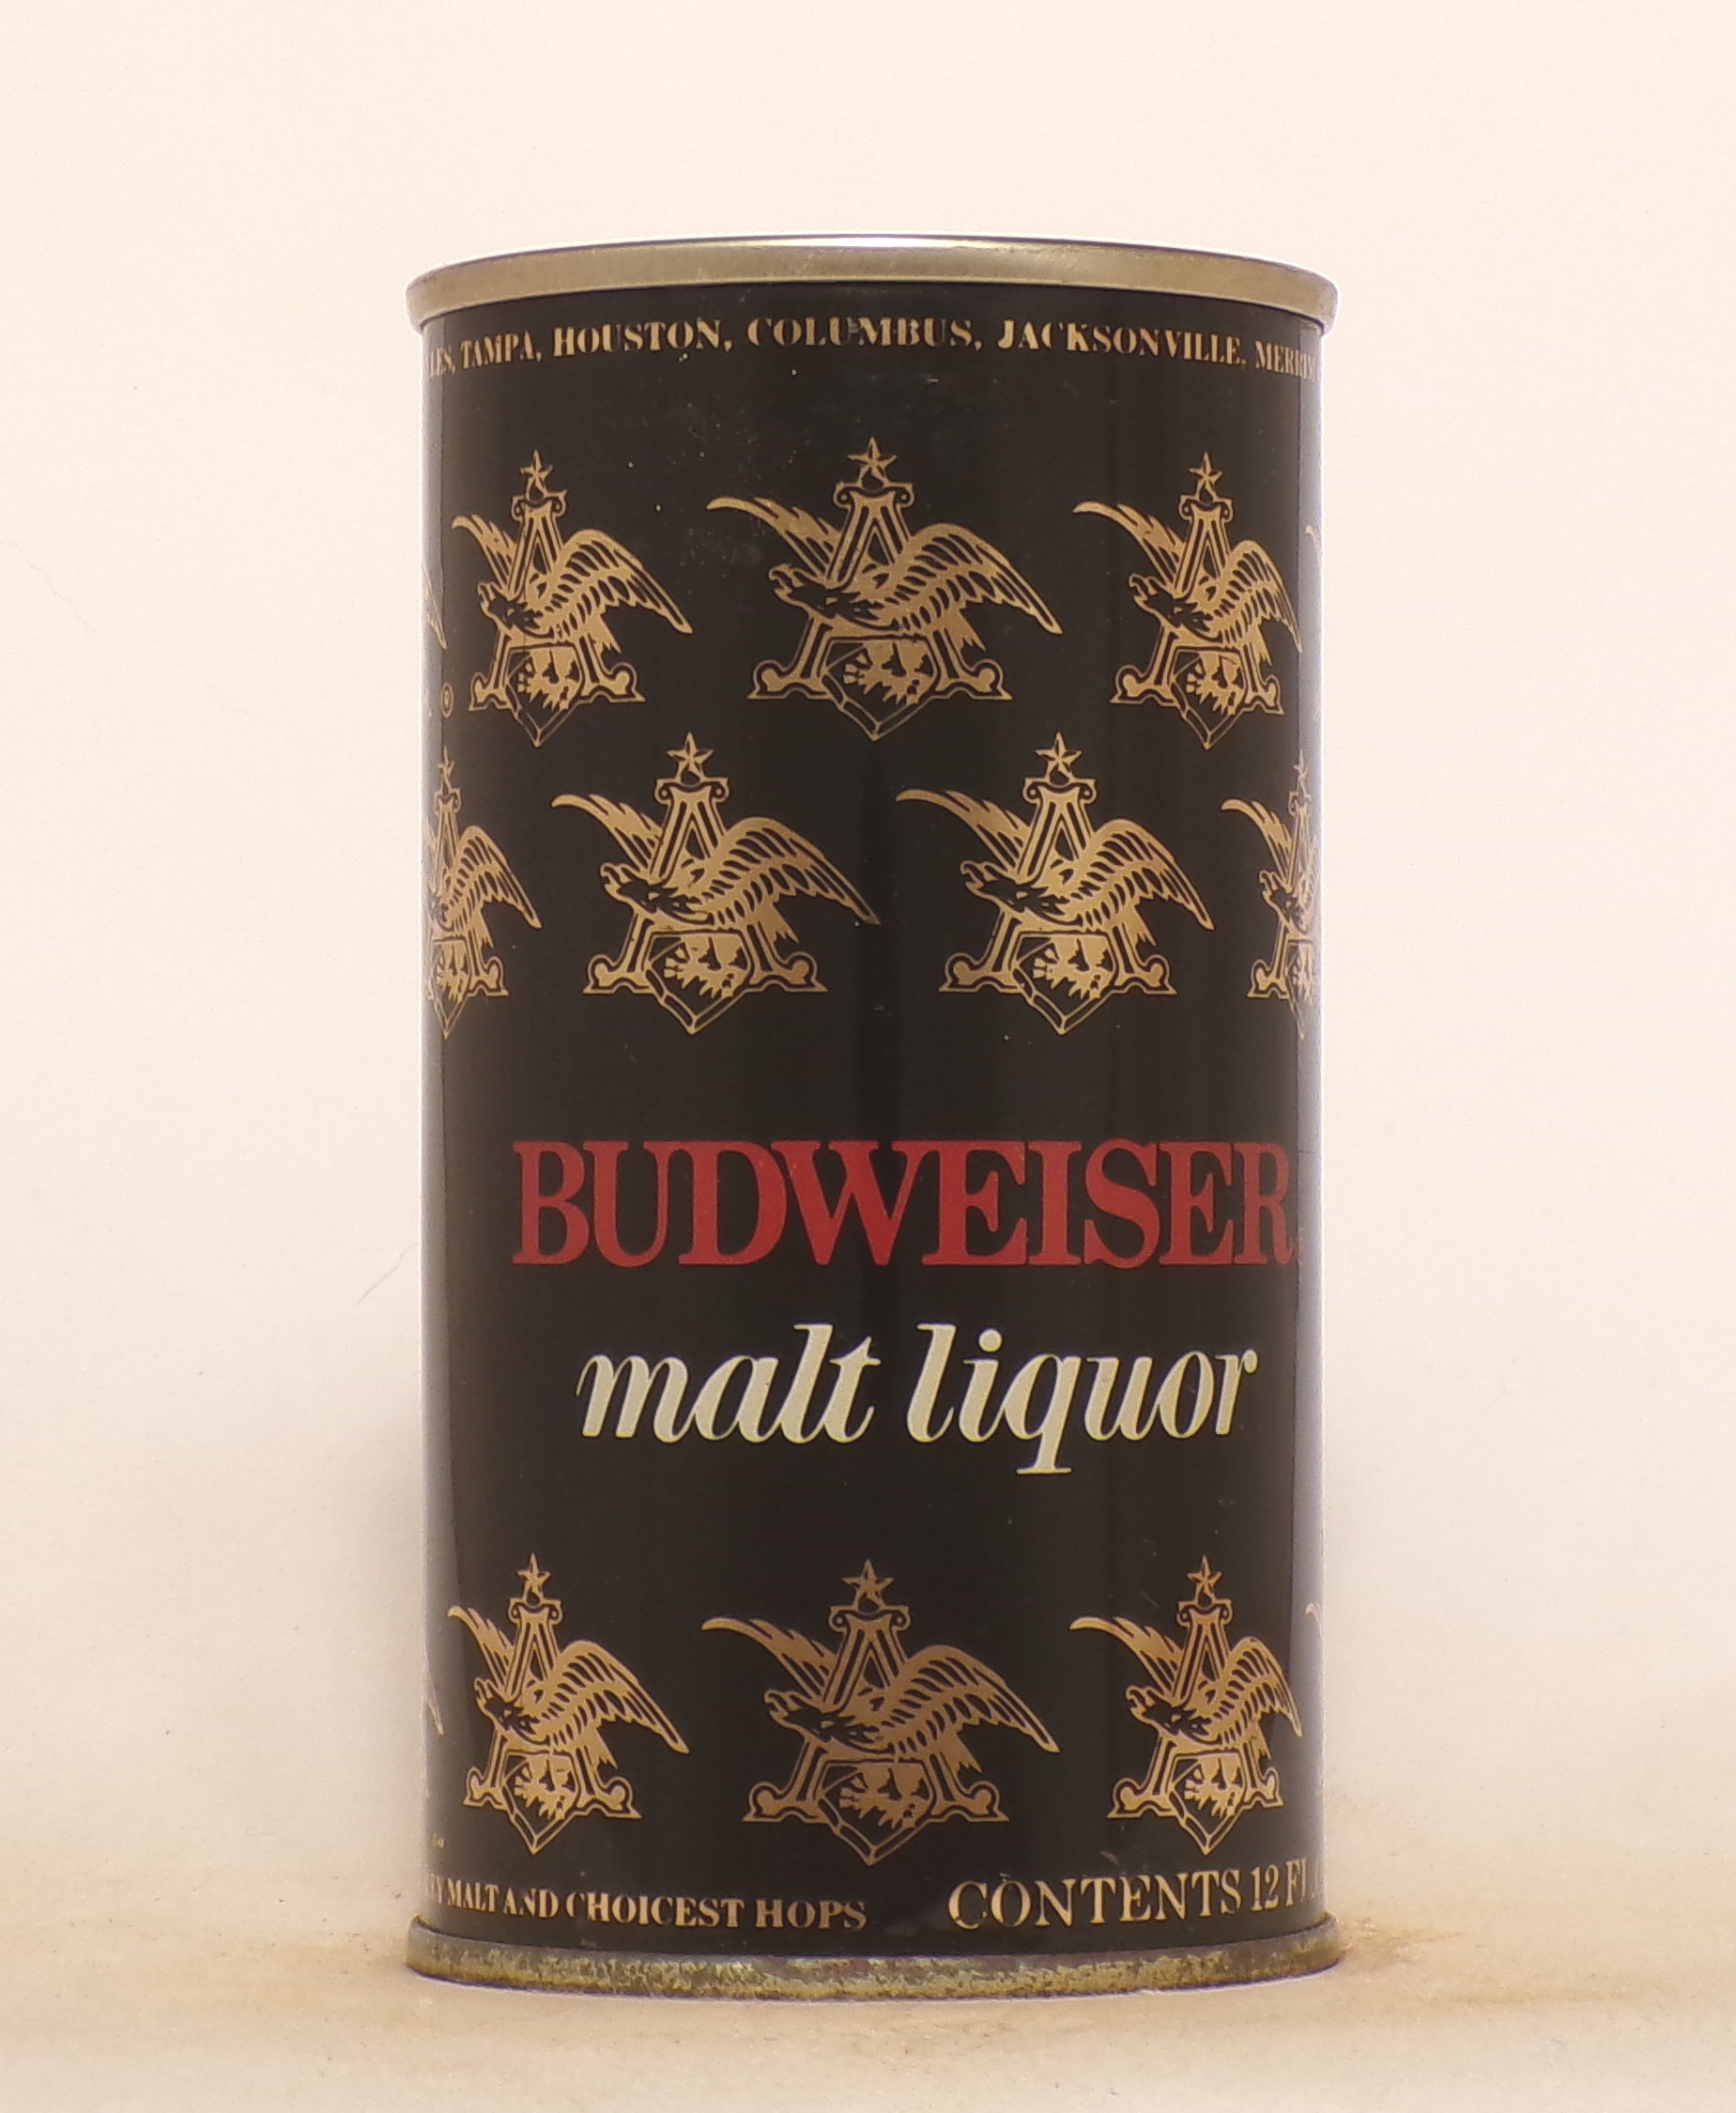 TAMPA, HOUSTON, COLUMBUS, JACKSONVILLE,
®
BUDWEISER
malt liquor
MALT AND CHOICEST HOPS
CONTENTS 12 FL.